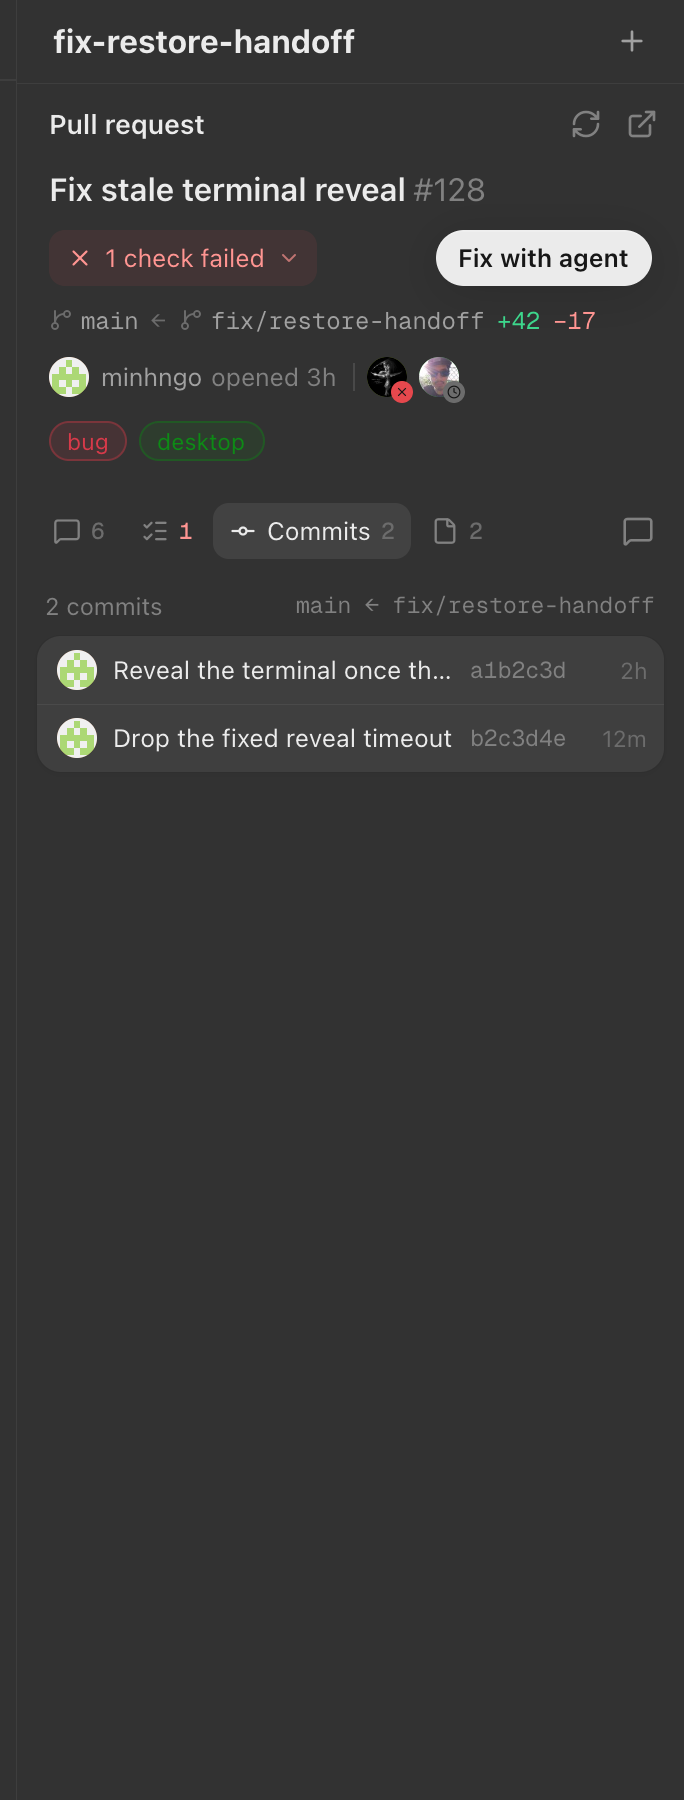 fix-restore-handoff
Pull request
Fix stale terminal reveal #128
1 check failed
Fix with agent
main ← fix/restore-handoff +42 −17
minhngo opened 3h
bug desktop
6 1 Commits 2 2
2 commits main ← fix/restore-handoff
Reveal the terminal once th... a1b2c3d 2h
Drop the fixed reveal timeout b2c3d4e 12m